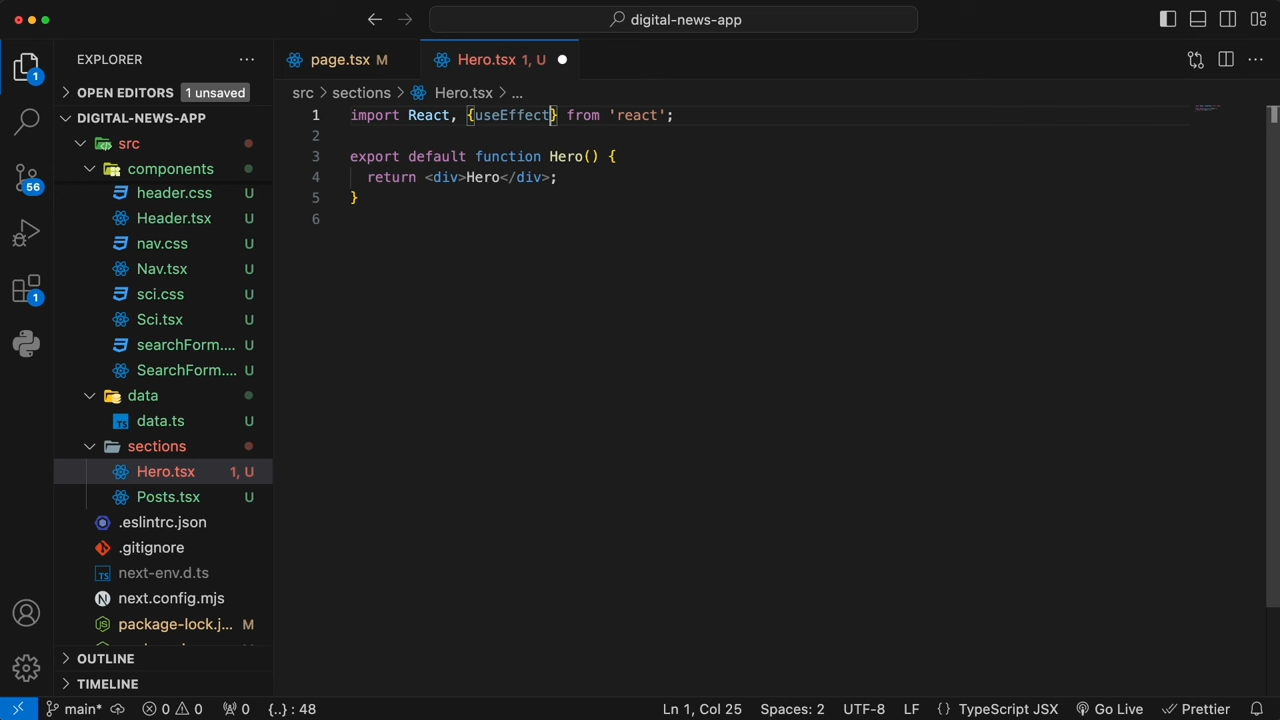 digital-news-app
EXPLORER
OPEN EDITORS 1 unsaved
DIGITAL-NEWS-APP
src
components
header.css U
Header.tsx U
nav.css U
Nav.tsx U
sci.css U
Sci.tsx U
searchForm.... U
SearchForm.... U
data
data.ts U
sections
Hero.tsx 1, U
Posts.tsx U
.eslintrc.json
.gitignore
next-env.d.ts
next.config.mjs
package-lock.j... M
OUTLINE
TIMELINE
1
56
1
page.tsx M
Hero.tsx 1, U
src > sections > Hero.tsx > ...
1 import React, {useEffect} from 'react';
2
3 export default function Hero() {
4 return <div>Hero</div>;
5 }
6
main* 0 0 0 {..} : 48
Ln 1, Col 25 Spaces: 2 UTF-8 LF {} TypeScript JSX Go Live Prettier